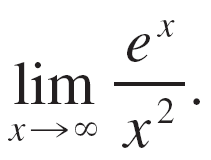 lim_{x→∞} e^x / x^2 .